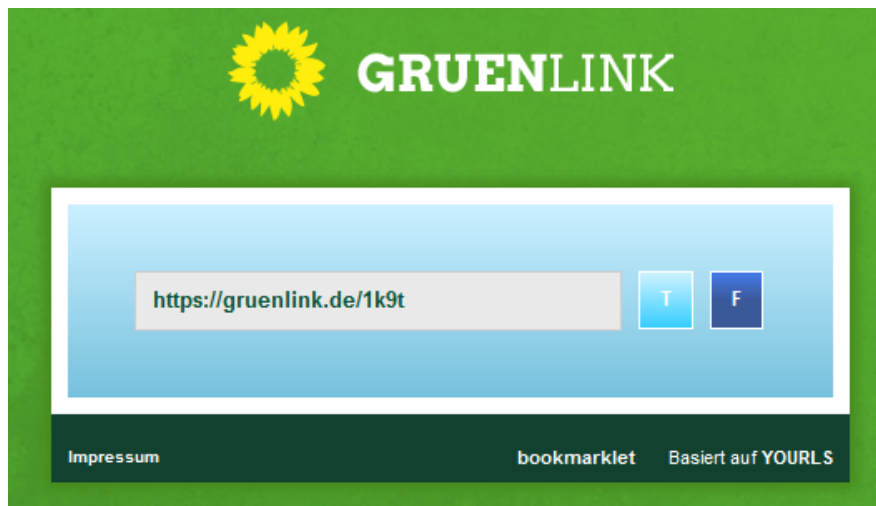 GRUENLINK
https://gruenlink.de/1k9t T F
Impressum bookmarklet Basiert auf YOURLS